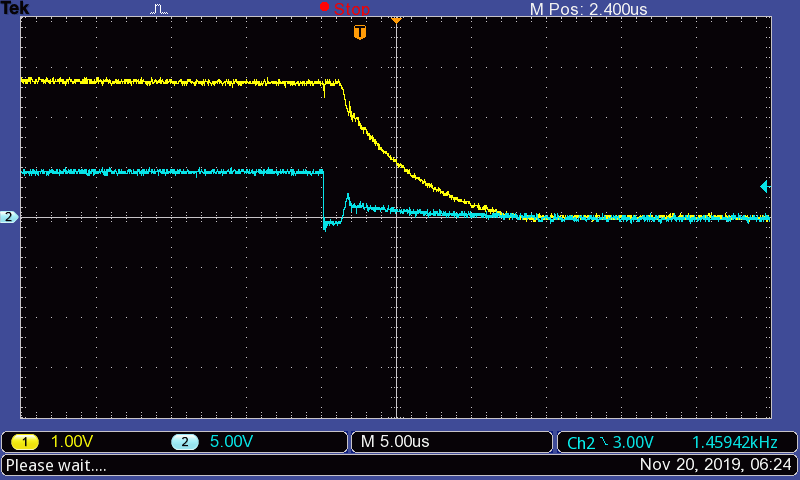 Tek Stop M Pos: 2.400us
T
2
1 1.00V 2 5.00V M 5.00us Ch2 3.00V 1.45942kHz
Please wait.... Nov 20, 2019, 06:24